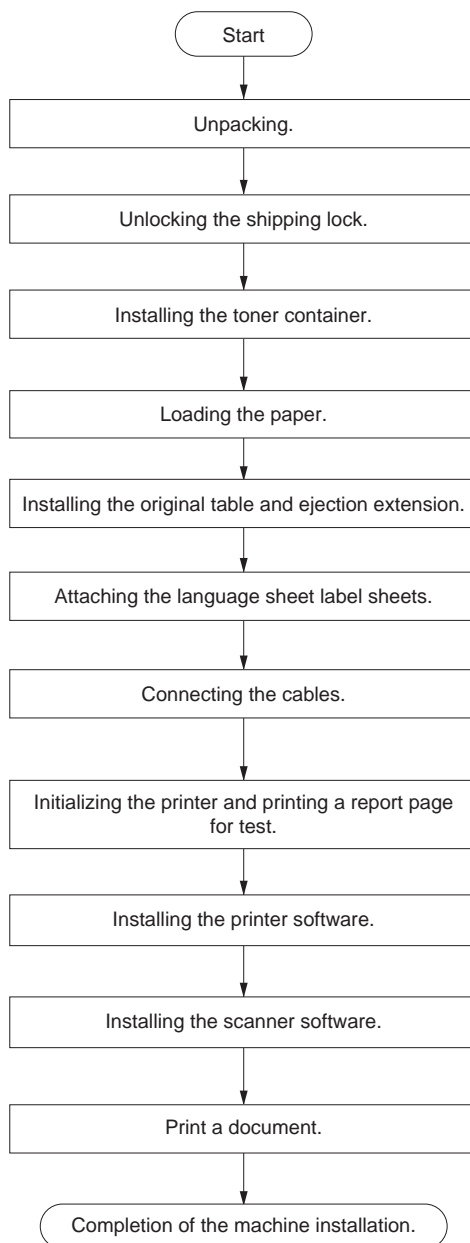 Start
Unpacking.
Unlocking the shipping lock.
Installing the toner container.
Loading the paper.
Installing the original table and ejection extension.
Attaching the language sheet label sheets.
Connecting the cables.
Initializing the printer and printing a report page
for test.
Installing the printer software.
Installing the scanner software.
Print a document.
Completion of the machine installation.